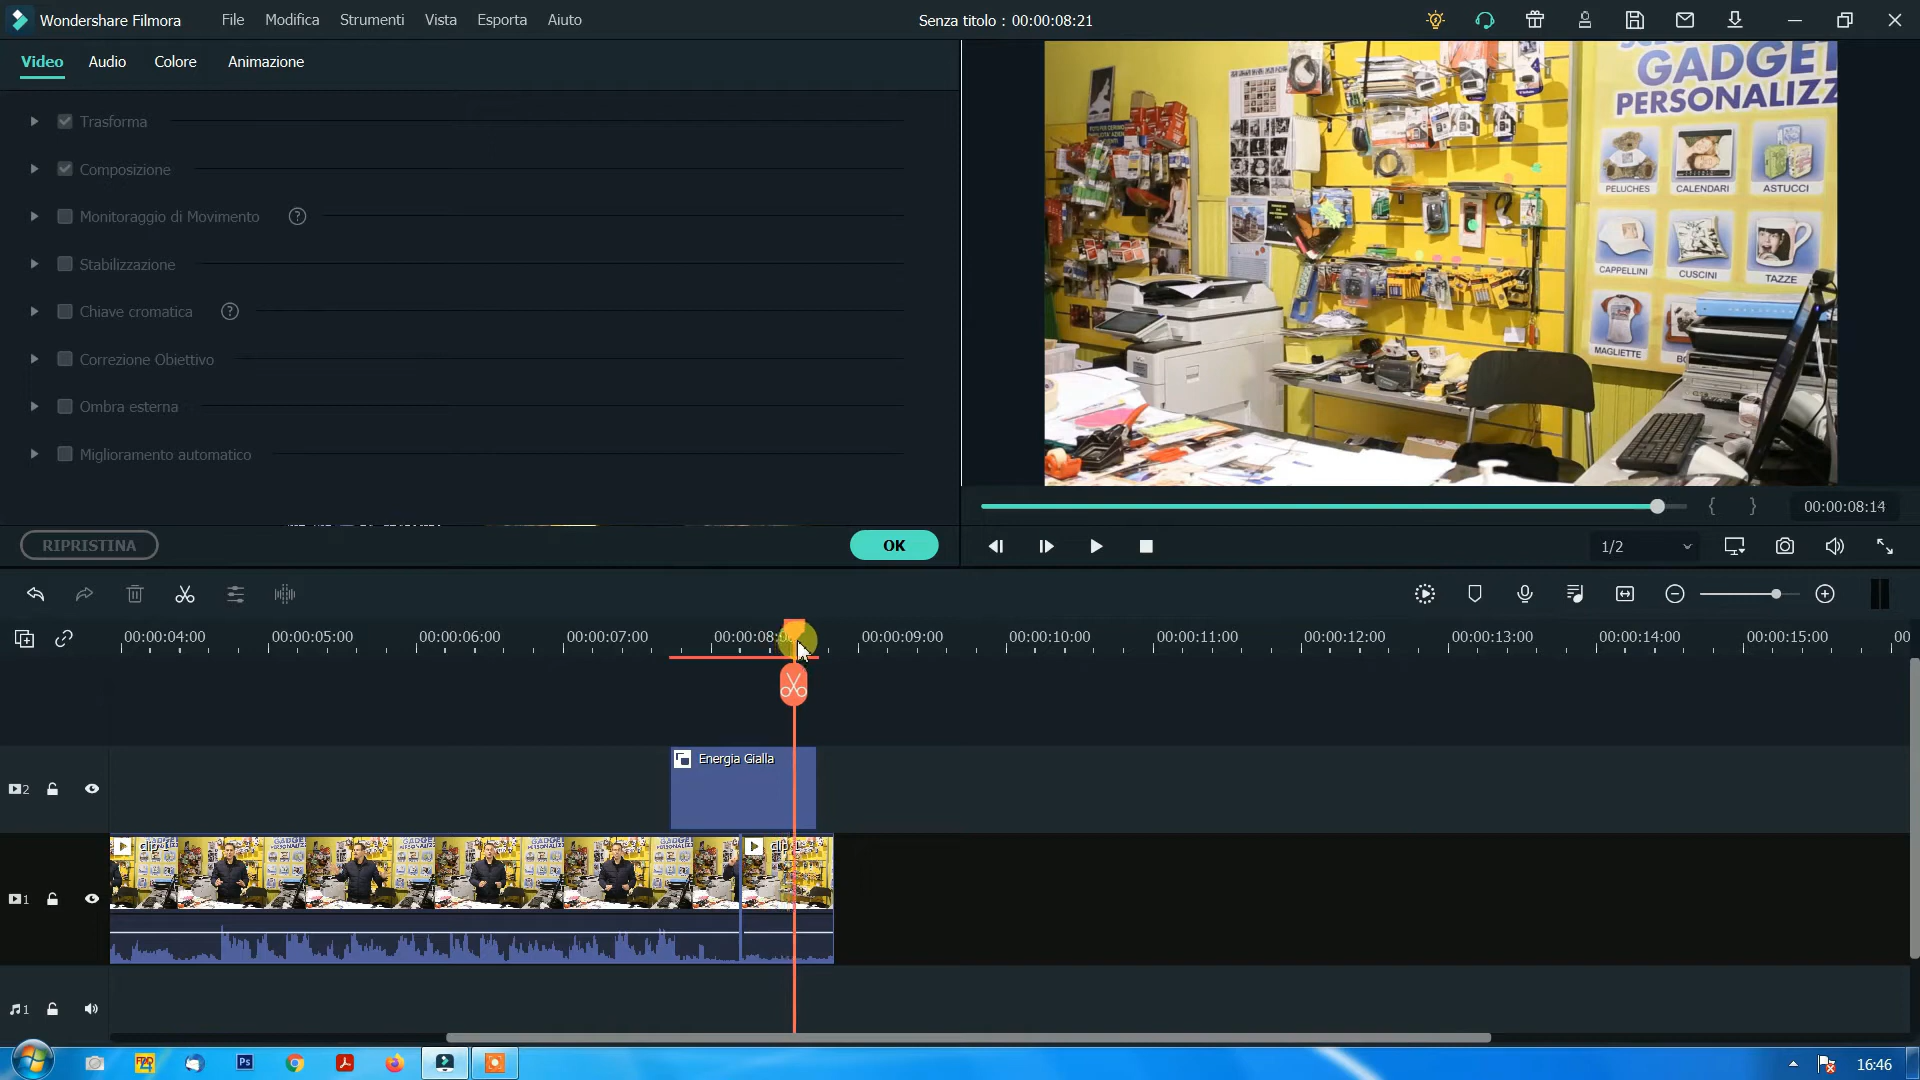 Wondershare Filmora File Modifica Strumenti Vista Esporta Aiuto Senza titolo : 00:00:08:21
Video Audio Colore Animazione
Trasforma
Composizione
Monitoraggio di Movimento ?
Stabilizzazione
Chiave cromatica ?
Correzione Obiettivo
Ombra esterna
Miglioramento automatico
RIPRISTINA OK
GADGET
PERSONALIZZ
PELUCHES CALENDARI ASTUCCI
CAPPELLINI CUSCINI TAZZE
MAGLIETTE
{ } 00:00:08:14
1/2
00:00:04:00 00:00:05:00 00:00:06:00 00:00:07:00 00:00:08:0 00:00:09:00 00:00:10:00 00:00:11:00 00:00:12:00 00:00:13:00 00:00:14:00 00:00:15:00 00
2 Energia Gialla
1
1
Ps
16:46